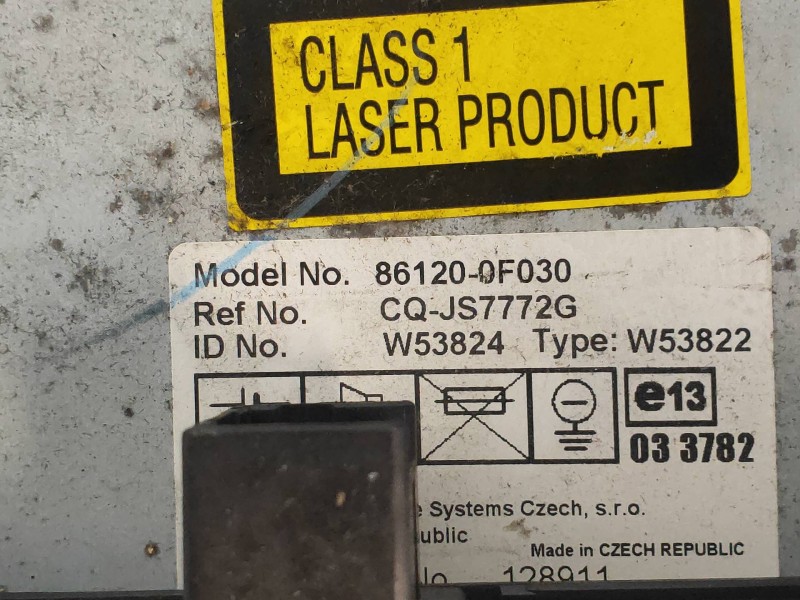 CLASS 1
LASER PRODUCT
Model No. 86120-0F030
Ref No. CQ-JS7772G
ID No. W53824 Type: W53822
e13
03 3782
Systems Czech, s.r.o.
Made in CZECH REPUBLIC
128911